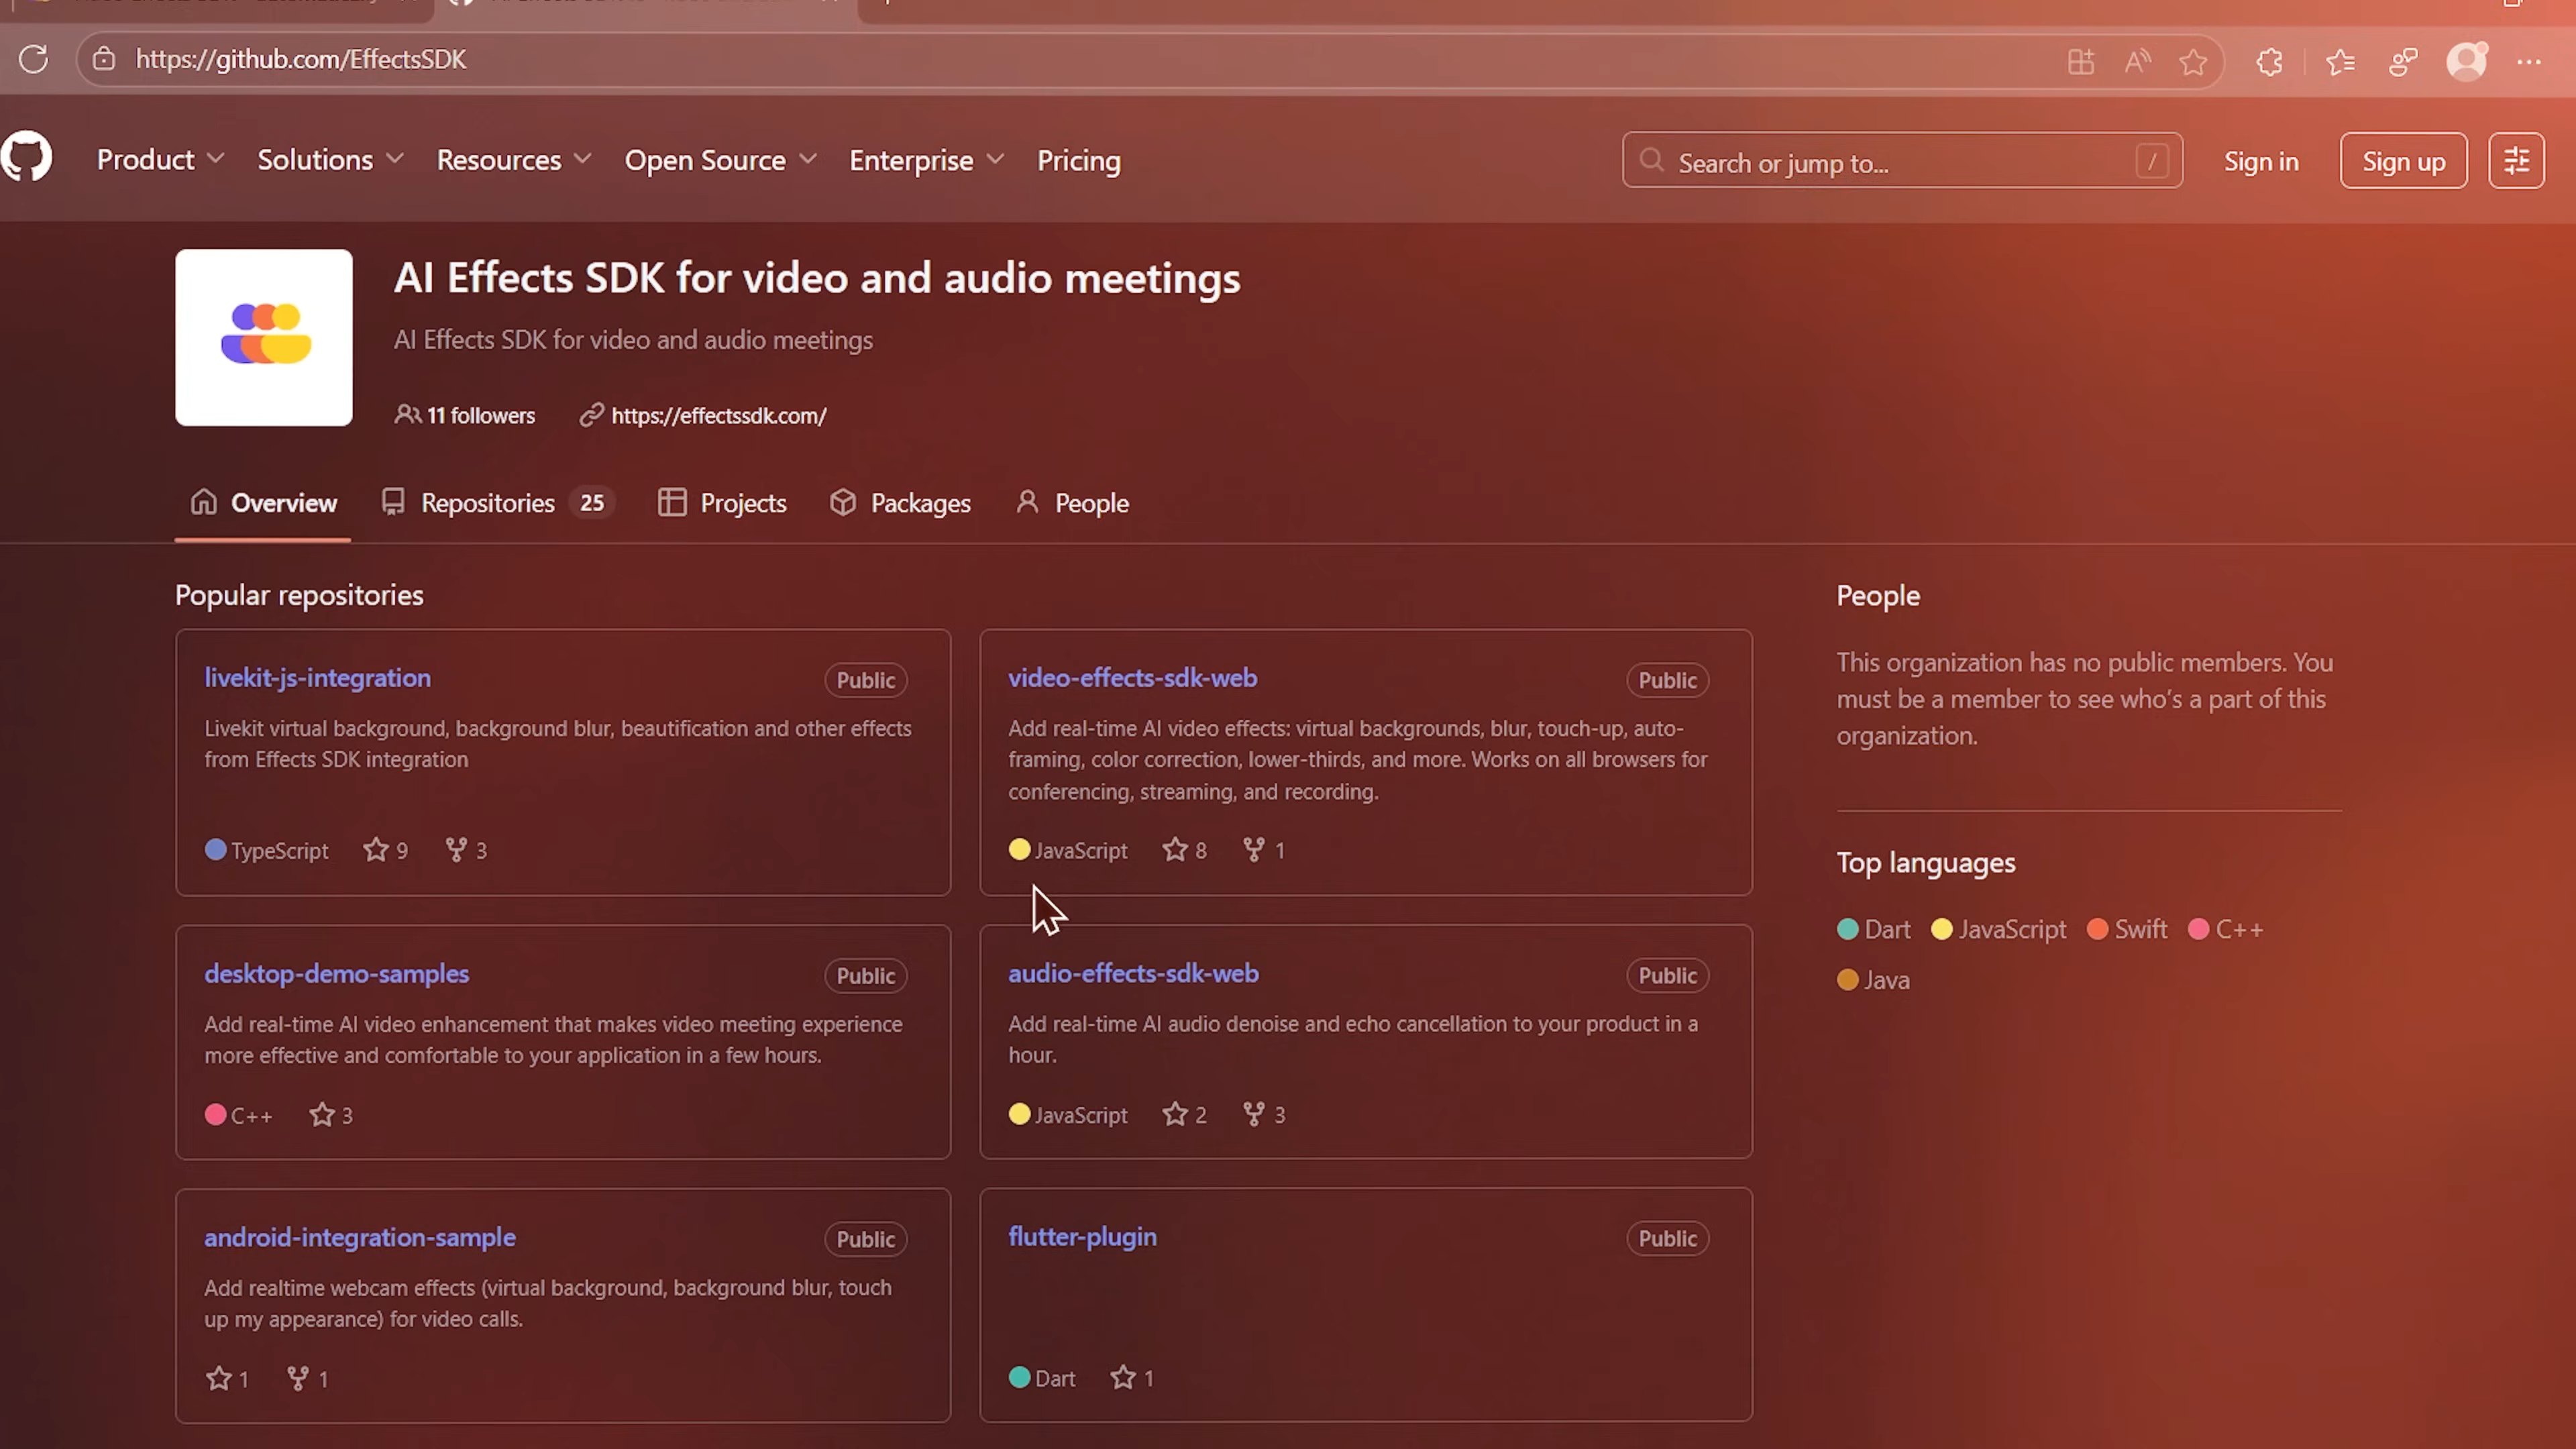 https://github.com/EffectsSDK
Product Solutions Resources Open Source Enterprise Pricing
Search or jump to... /
Sign in Sign up
AI Effects SDK for video and audio meetings
AI Effects SDK for video and audio meetings
11 followers https://effectssdk.com/
Overview Repositories 25 Projects Packages People
Popular repositories
livekit-js-integration Public
Livekit virtual background, background blur, beautification and other effects
from Effects SDK integration
TypeScript 9 3
video-effects-sdk-web Public
Add real-time AI video effects: virtual backgrounds, blur, touch-up, auto-
framing, color correction, lower-thirds, and more. Works on all browsers for
conferencing, streaming, and recording.
JavaScript 8 1
desktop-demo-samples Public
Add real-time AI video enhancement that makes video meeting experience
more effective and comfortable to your application in a few hours.
C++ 3
audio-effects-sdk-web Public
Add real-time AI audio denoise and echo cancellation to your product in a
hour.
JavaScript 2 3
android-integration-sample Public
Add realtime webcam effects (virtual background, background blur, touch
up my appearance) for video calls.
1 1
flutter-plugin Public
Dart 1
People
This organization has no public members. You
must be a member to see who's a part of this
organization.
Top languages
Dart JavaScript Swift C++
Java